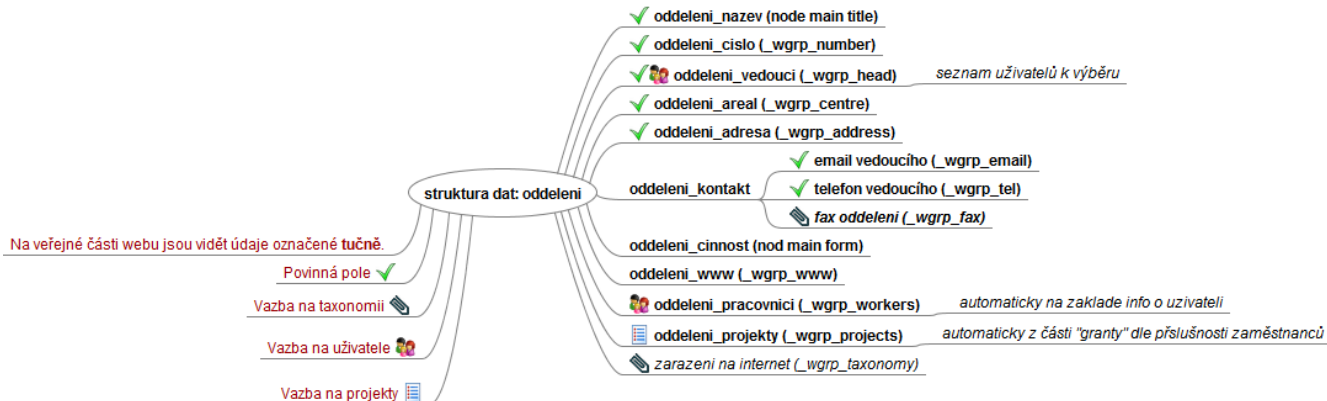 oddeleni_nazev (node main title)
oddeleni_cislo (_wgrp_number)
oddeleni_vedouci (_wgrp_head)
seznam uživatelů k výběru
oddeleni_areal (_wgrp_centre)
oddeleni_adresa (_wgrp_address)
oddeleni_kontakt
email vedoucího (_wgrp_email)
telefon vedoucího (_wgrp_tel)
fax oddeleni (_wgrp_fax)
oddeleni_cinnost (nod main form)
oddeleni_www (_wgrp_www)
oddeleni_pracovnici (_wgrp_workers)
automaticky na zaklade info o uzivateli
oddeleni_projekty (_wgrp_projects)
automaticky z části "granty" dle přslušnosti zaměstnanců
zarazeni na internet (_wgrp_taxonomy)
struktura dat: oddeleni
Na veřejné části webu jsou vidět údaje označené tučně.
Povinná pole
Vazba na taxonomii
Vazba na uživatele
Vazba na projekty